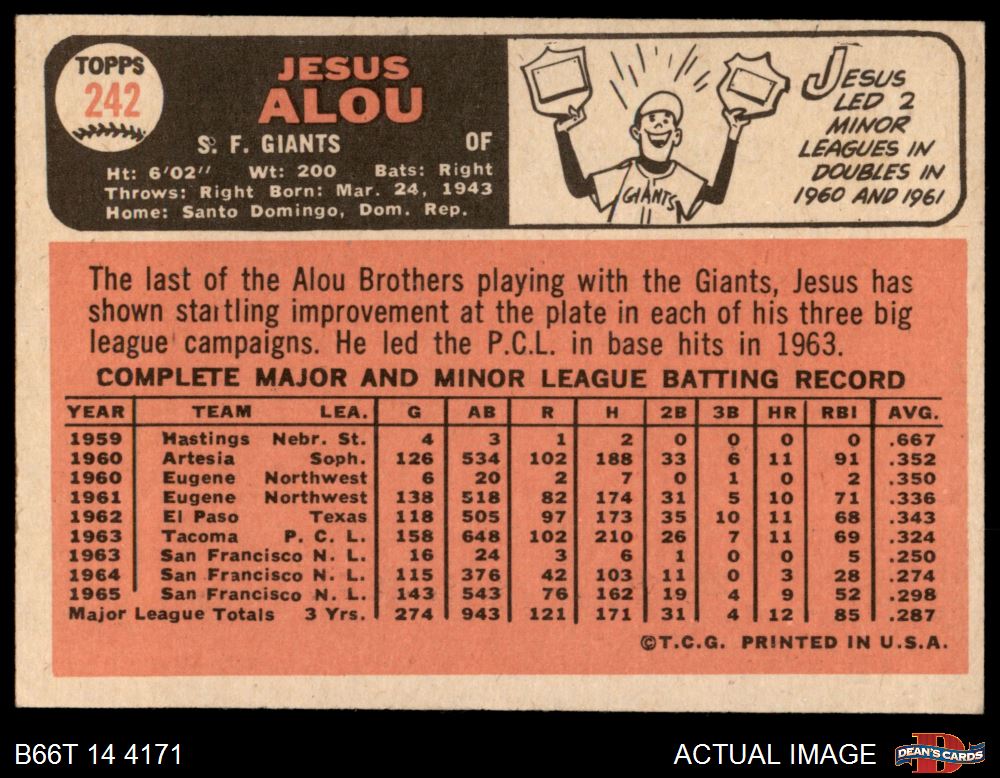 TOPPS
242
JESUS
ALOU
S. F. GIANTS OF
Ht: 6'02" Wt: 200 Bats: Right
Throws: Right Born: Mar. 24, 1943
Home: Santo Domingo, Dom. Rep.
GIANTS
JESUS
LED 2
MINOR
LEAGUES IN
DOUBLES IN
1960 AND 1961
The last of the Alou Brothers playing with the Giants, Jesus has
shown startling improvement at the plate in each of his three big
league campaigns. He led the P.C.L. in base hits in 1963.
COMPLETE MAJOR AND MINOR LEAGUE BATTING RECORD
YEAR TEAM LEA. G AB R H 2B 3B HR RBI AVG.
1959 Hastings Nebr. St. 4 3 1 2 0 0 0 0 .667
1960 Artesia Soph. 126 534 102 188 33 6 11 91 .352
1960 Eugene Northwest 6 20 2 7 0 1 0 2 .350
1961 Eugene Northwest 138 518 82 174 31 5 10 71 .336
1962 El Paso Texas 118 505 97 173 35 10 11 68 .343
1963 Tacoma P. C. L. 158 648 102 210 26 7 11 69 .324
1963 San Francisco N. L. 16 24 3 6 1 0 0 5 .250
1964 San Francisco N. L. 115 376 42 103 11 0 3 28 .274
1965 San Francisco N. L. 143 543 76 162 19 4 9 52 .298
Major League Totals 3 Yrs. 274 943 121 171 31 4 12 85 .287
©T.C.G. PRINTED IN U.S.A.
B66T 14 4171 ACTUAL IMAGE
DEAN'S CARDS